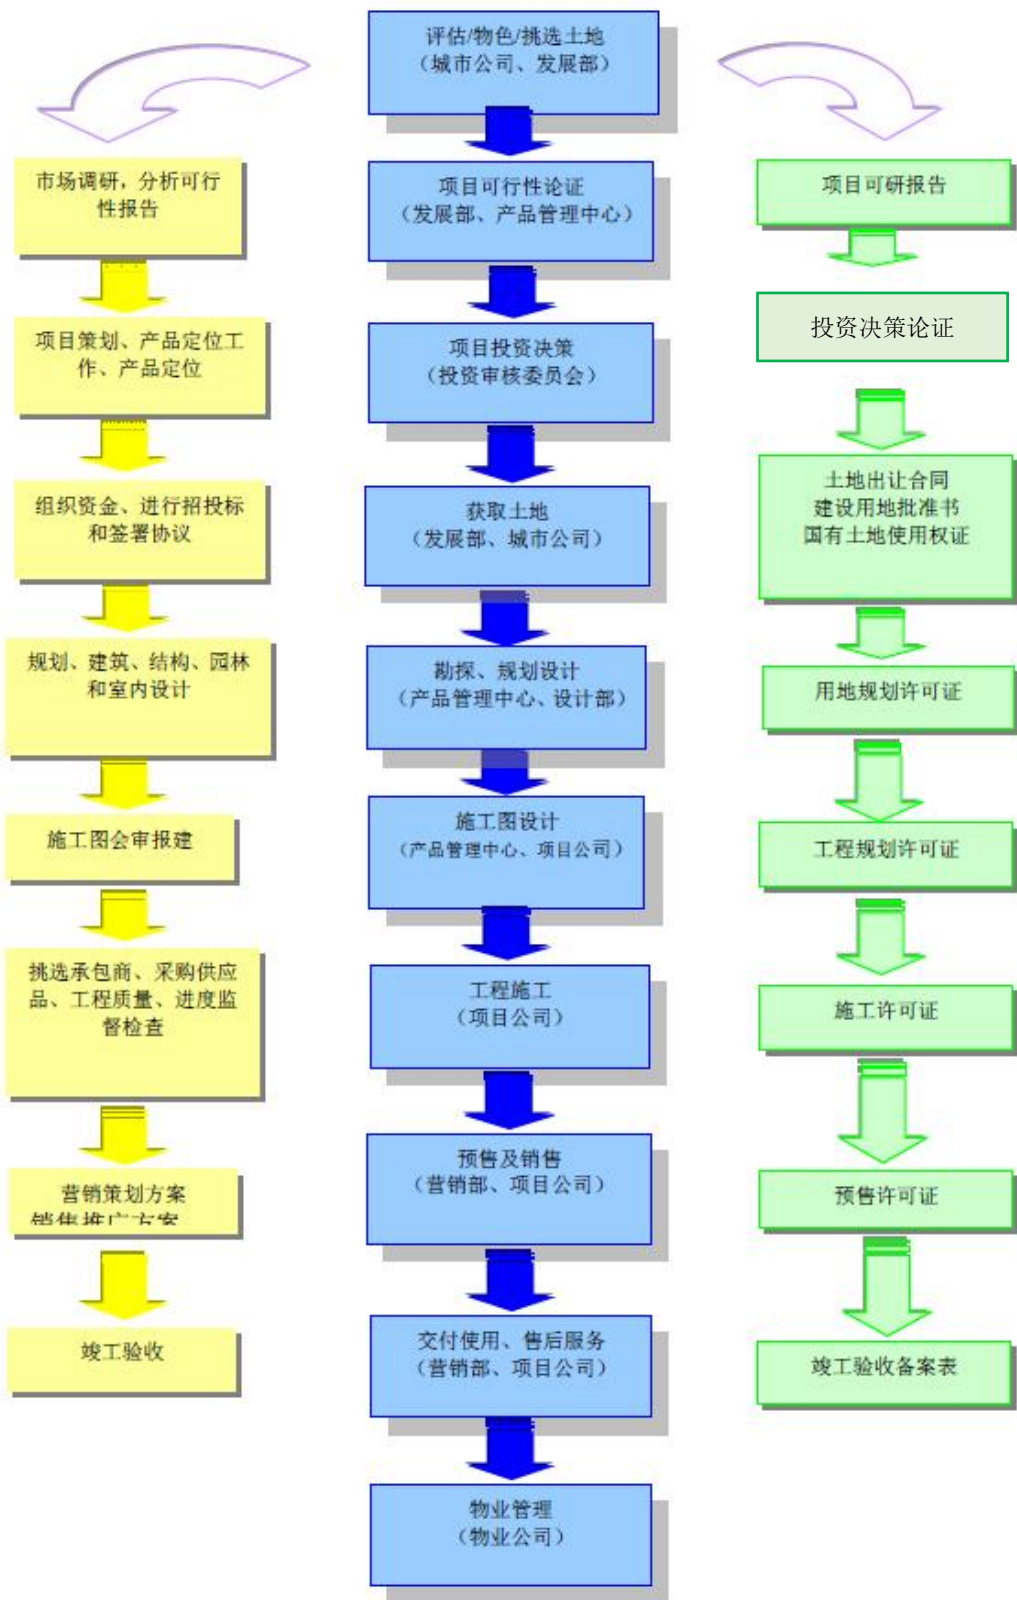 评估/物色/挑选土地
（城市公司、发展部）
市场调研，分析可行
性报告
项目策划、产品定位工
作、产品定位
组织资金、进行招投标
和签署协议
规划、建筑、结构、园林
和室内设计
施工图会审报建
挑选承包商、采购供应
品、工程质量、进度监
督检查
营销策划方案
销售推广方案
竣工验收
项目可行性论证
（发展部、产品管理中心）
项目投资决策
（投资审核委员会）
获取土地
（发展部、城市公司）
勘探、规划设计
（产品管理中心、设计部）
施工图设计
（产品管理中心、项目公司）
工程施工
（项目公司）
预售及销售
（营销部、项目公司）
交付使用、售后服务
（营销部、项目公司）
物业管理
（物业公司）
项目可研报告
投资决策论证
土地出让合同
建设用地批准书
国有土地使用权证
用地规划许可证
工程规划许可证
施工许可证
预售许可证
竣工验收备案表